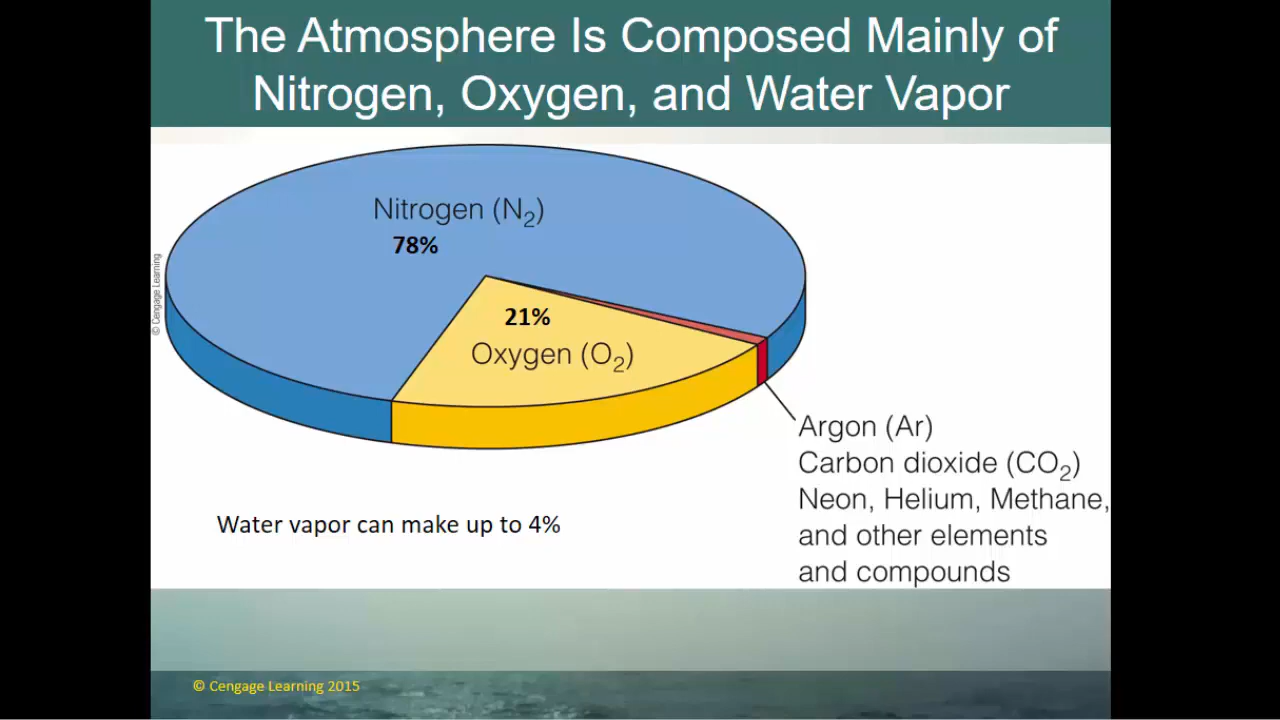 The Atmosphere Is Composed Mainly of
Nitrogen, Oxygen, and Water Vapor
Nitrogen (N₂)
78%
© Cengage Learning
21%
Oxygen (O₂)
Argon (Ar)
Carbon dioxide (CO₂)
Neon, Helium, Methane,
and other elements
and compounds
Water vapor can make up to 4%
© Cengage Learning 2015